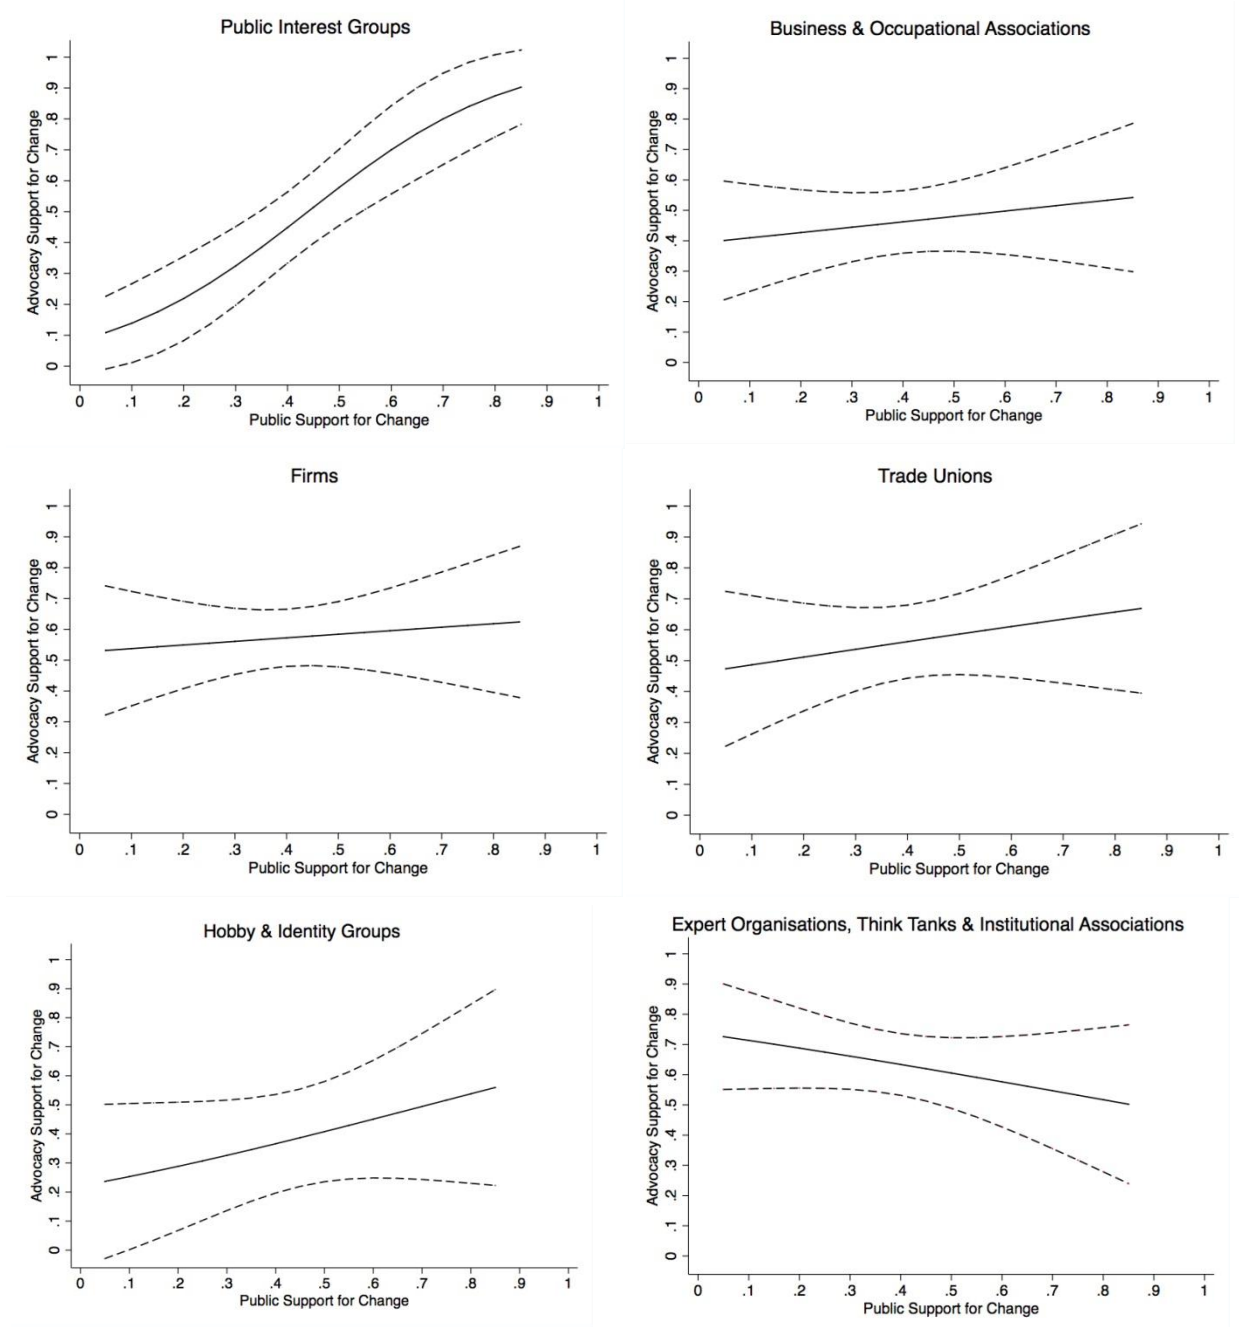 Public Interest Groups
Advocacy Support for Change
1
.9
.8
.7
.6
.5
.4
.3
.2
.1
0
0 .1 .2 .3 .4 .5 .6 .7 .8 .9 1
Public Support for Change
Business & Occupational Associations
Advocacy Support for Change
1
.9
.8
.7
.6
.5
.4
.3
.2
.1
0
0 .1 .2 .3 .4 .5 .6 .7 .8 .9 1
Public Support for Change
Firms
Advocacy Support for Change
1
.9
.8
.7
.6
.5
.4
.3
.2
.1
0
0 .1 .2 .3 .4 .5 .6 .7 .8 .9 1
Public Support for Change
Trade Unions
Advocacy Support for Change
1
.9
.8
.7
.6
.5
.4
.3
.2
.1
0
0 .1 .2 .3 .4 .5 .6 .7 .8 .9 1
Public Support for Change
Hobby & Identity Groups
Advocacy Support for Change
1
.9
.8
.7
.6
.5
.4
.3
.2
.1
0
0 .1 .2 .3 .4 .5 .6 .7 .8 .9 1
Public Support for Change
Expert Organisations, Think Tanks & Institutional Associations
Advocacy Support for Change
1
.9
.8
.7
.6
.5
.4
.3
.2
.1
0
0 .1 .2 .3 .4 .5 .6 .7 .8 .9 1
Public Support for Change